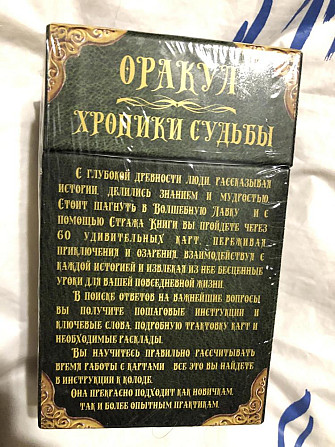 ОРАКУЛ
ХРОНИКИ СУДЬБЫ
С ГЛУБОКОЙ ДРЕВНОСТИ ЛЮДИ, РАССКАЗЫВАЯ
ИСТОРИИ, ДЕЛИЛИСЬ ЗНАНИЕМ И МУДРОСТЬЮ.
СТОИТ ШАГНУТЬ В ВОЛШЕБНУЮ ЛАВКУ И С
ПОМОЩЬЮ СТРАЖА КНИГИ ВЫ ПРОЙДЕТЕ ЧЕРЕЗ
60 УДИВИТЕЛЬНЫХ КАРТ, ПЕРЕЖИВАЯ
ПРИКЛЮЧЕНИЯ И ОЗАРЕНИЯ, ВЗАИМОДЕЙСТВУЯ С
КАЖДОЙ ИСТОРИЕЙ И ИЗВЛЕКАЯ ИЗ НЕЕ БЕСЦЕННЫЕ
УРОКИ ДЛЯ ВАШЕЙ ПОВСЕДНЕВНОЙ ЖИЗНИ.
В ПОИСКЕ ОТВЕТОВ НА ВАЖНЕЙШИЕ ВОПРОСЫ
ВЫ ПОЛУЧИТЕ ПОШАГОВЫЕ ИНСТРУКЦИИ И
КЛЮЧЕВЫЕ СЛОВА, ПОДРОБНУЮ ТРАКТОВКУ КАРТ И
НЕОБХОДИМЫЕ РАСКЛАДЫ.
ВЫ НАУЧИТЕСЬ ПРАВИЛЬНО РАССЧИТЫВАТЬ
ВРЕМЯ РАБОТЫ С КАРТАМИ ВСЕ ЭТО ВЫ НАЙДЕТЕ
В ИНСТРУКЦИИ К КОЛОДЕ.
ОНА ПРЕКРАСНО ПОДХОДИТ КАК НОВИЧКАМ,
ТАК И БОЛЕЕ ОПЫТНЫМ ПРАКТИКАМ.